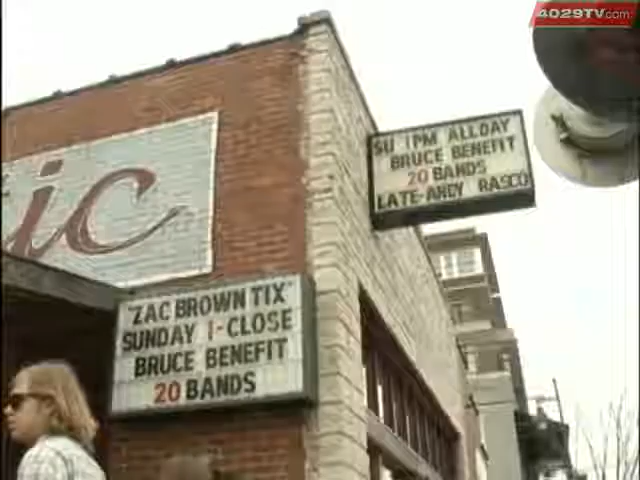 4029TV.com
SU 1PM ALLDAY
BRUCE BENEFIT
20 BANDS
LATE-ANDY RASCO
ic
"ZAC BROWN TIX"
SUNDAY 1-CLOSE
BRUCE BENEFIT
20 BANDS